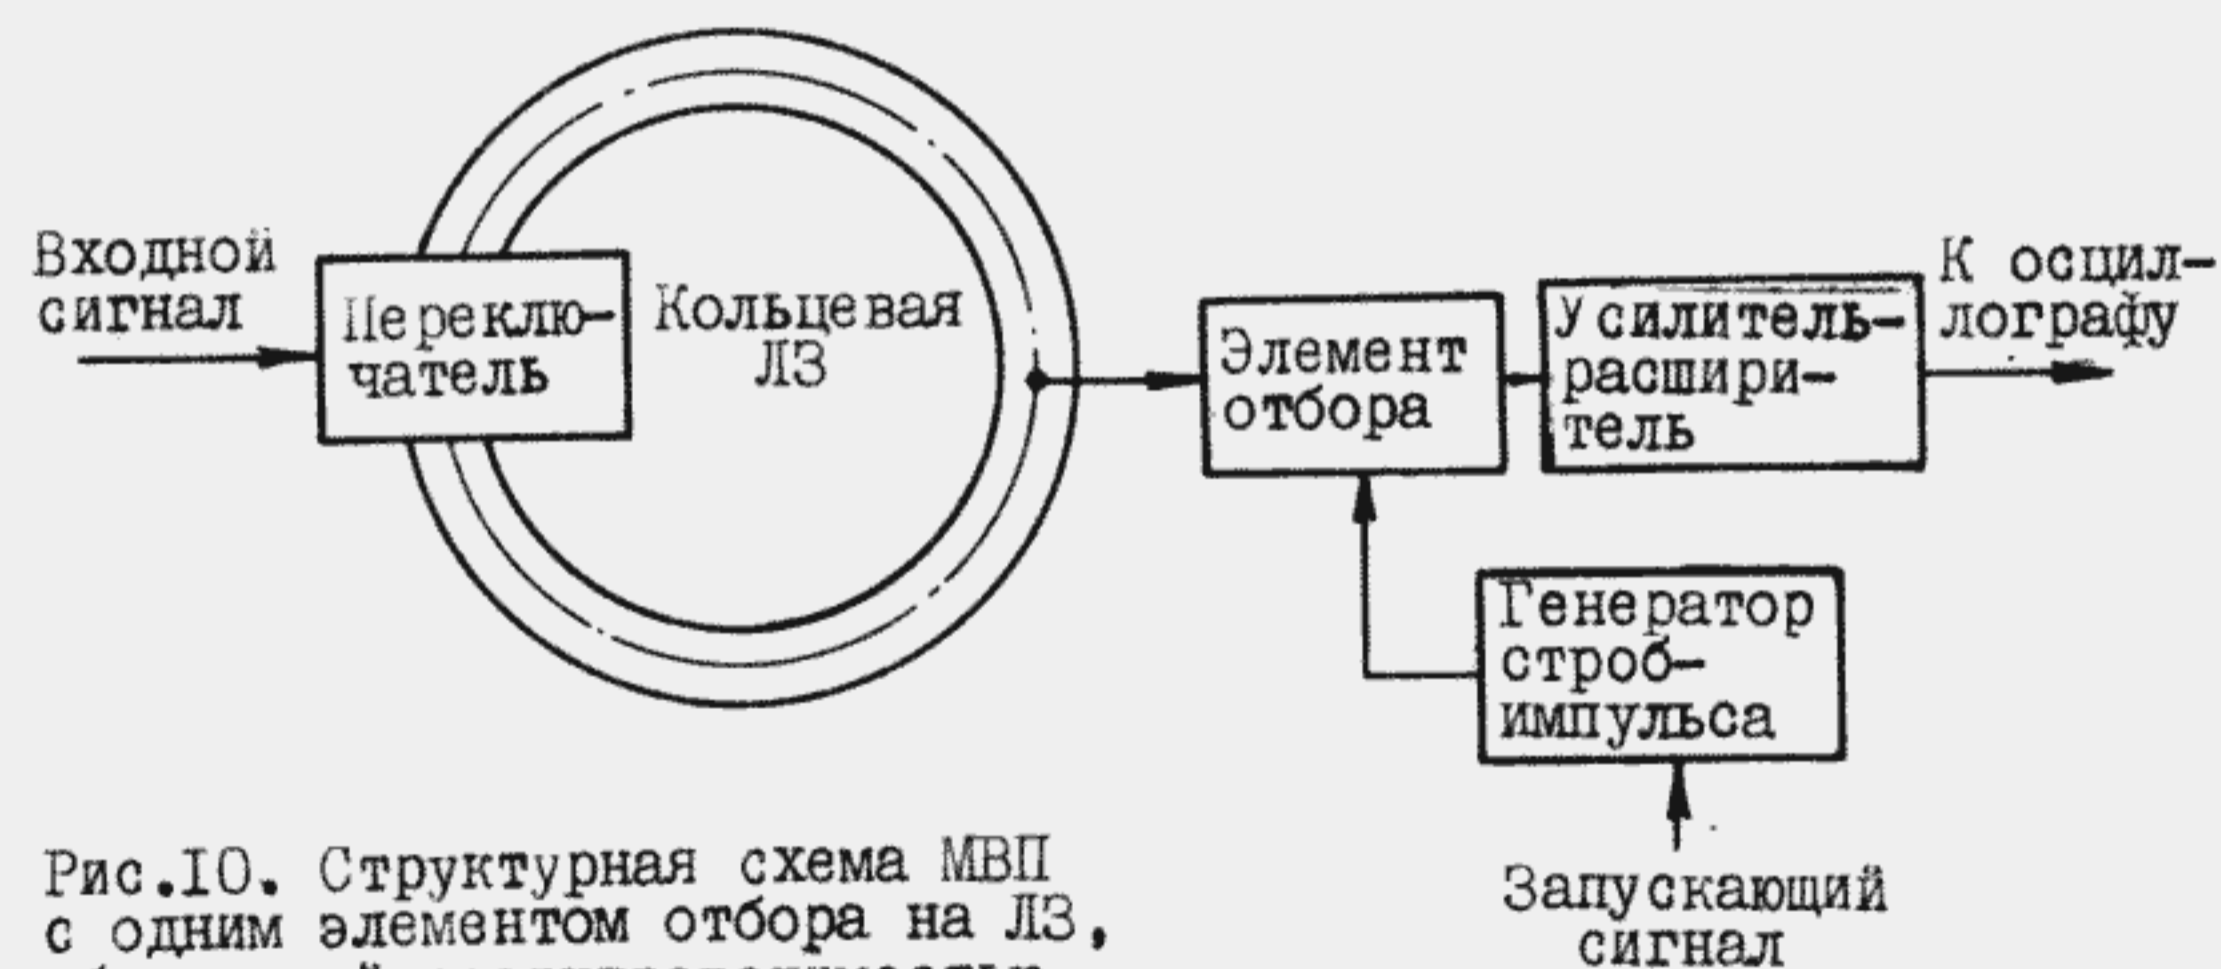 Входной
сигнал
Переклю-
чатель
Кольцевая
ЛЗ
Элемент
отбора
Усилитель-
расшири-
тель
К осцил-
лографу
Генератор
строб-
импульса
Запускающий
сигнал
Рис.IO. Структурная схема МВП
с одним элементом отбора на ЛЗ,